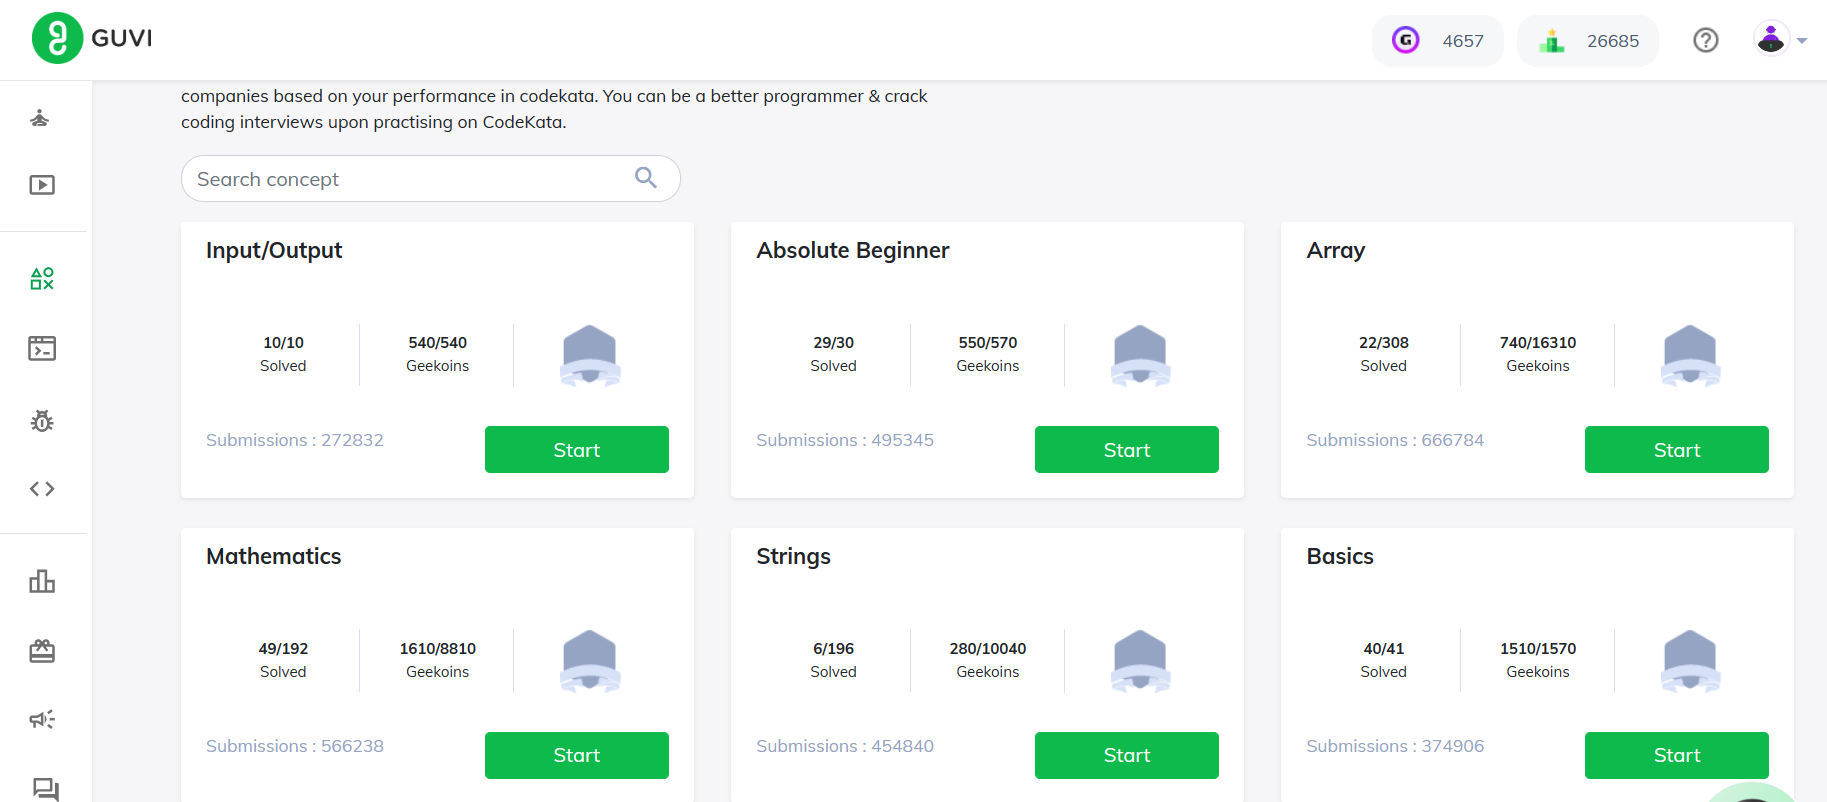 GUVI
4657
26685
companies based on your performance in codekata. You can be a better programmer & crack
coding interviews upon practising on CodeKata.
Search concept
Input/Output
10/10
Solved
540/540
Geekoins
Submissions : 272832
Start
Absolute Beginner
29/30
Solved
550/570
Geekoins
Submissions : 495345
Start
Array
22/308
Solved
740/16310
Geekoins
Submissions : 666784
Start
Mathematics
49/192
Solved
1610/8810
Geekoins
Submissions : 566238
Start
Strings
6/196
Solved
280/10040
Geekoins
Submissions : 454840
Start
Basics
40/41
Solved
1510/1570
Geekoins
Submissions : 374906
Start